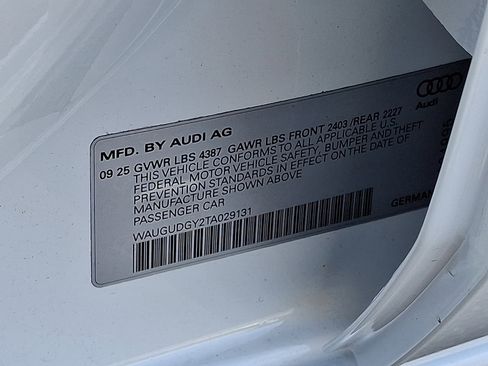 Audi
MFD. BY AUDI AG
09 25 GVWR LBS 4387 GAWR LBS FRONT 2403 /REAR 2227
THIS VEHICLE CONFORMS TO ALL APPLICABLE U.S.
FEDERAL MOTOR VEHICLE SAFETY, BUMPER AND THEFT
PREVENTION STANDARDS IN EFFECT ON THE DATE OF
MANUFACTURE SHOWN ABOVE
PASSENGER CAR
WAUGUDGY2TA029131